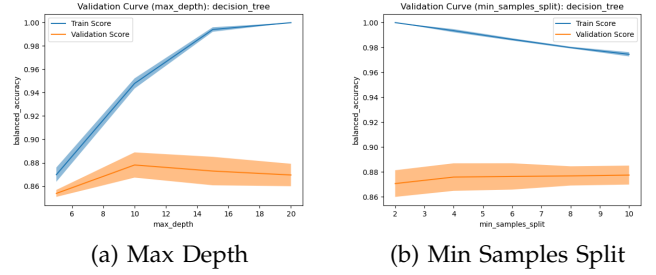 Validation Curve (max_depth): decision_tree
Train Score
Validation Score
balanced_accuracy
1.00
0.98
0.96
0.94
0.92
0.90
0.88
0.86
6
8
10
12
14
16
18
20
max_depth
(a) Max Depth
Validation Curve (min_samples_split): decision_tree
Train Score
Validation Score
balanced_accuracy
1.00
0.98
0.96
0.94
0.92
0.90
0.88
0.86
2
3
4
5
6
7
8
9
10
min_samples_split
(b) Min Samples Split